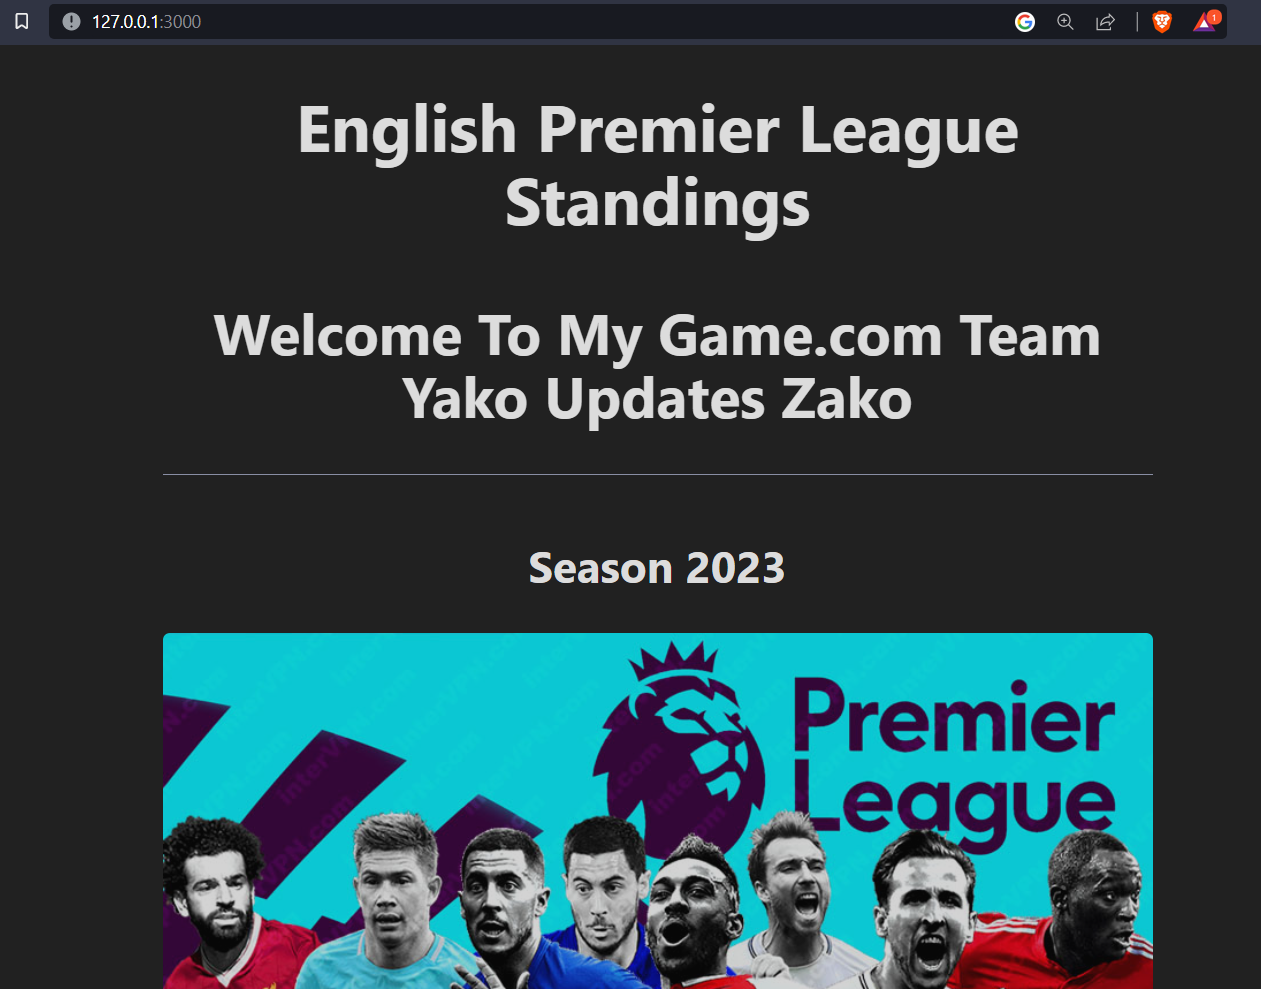 127.0.0.1:3000
1
English Premier League
Standings
Welcome To My Game.com Team
Yako Updates Zako
Season 2023
Premier
League